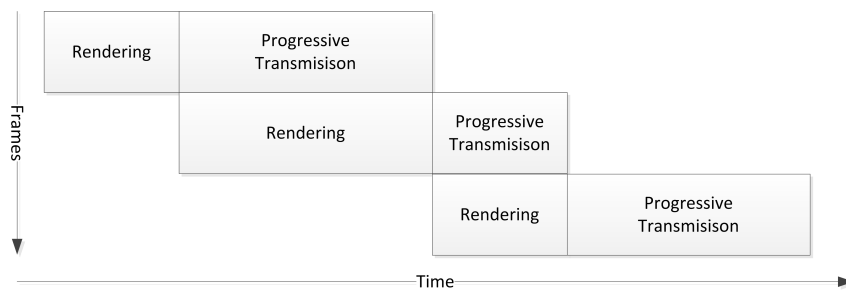 Rendering
Progressive
Transmisison
Rendering
Progressive
Transmisison
Rendering
Progressive
Transmisison
Frames
Time